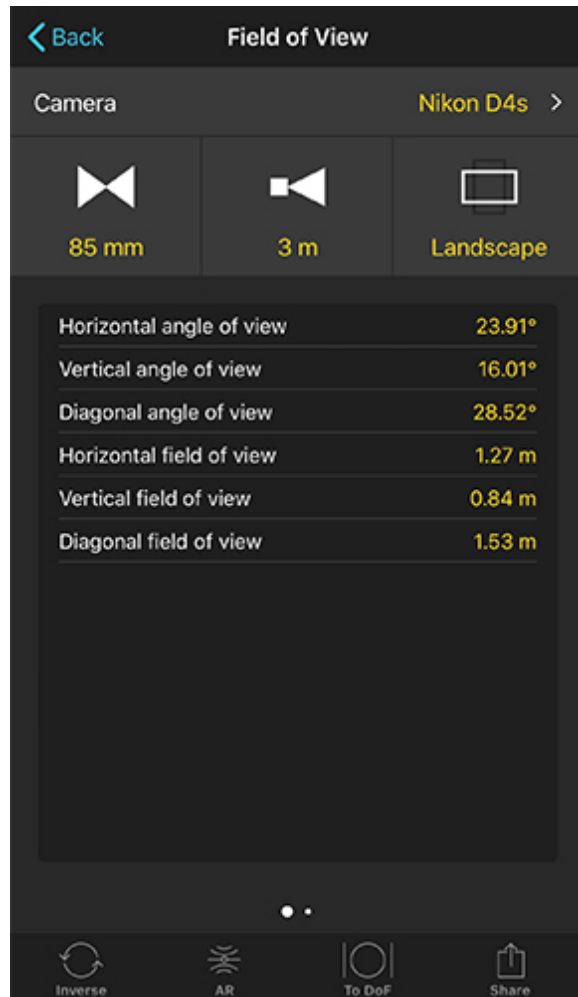 Back Field of View
Camera Nikon D4s
85 mm 3 m Landscape
Horizontal angle of view 23.91°
Vertical angle of view 16.01°
Diagonal angle of view 28.52°
Horizontal field of view 1.27 m
Vertical field of view 0.84 m
Diagonal field of view 1.53 m
Inverse AR To DoF Share